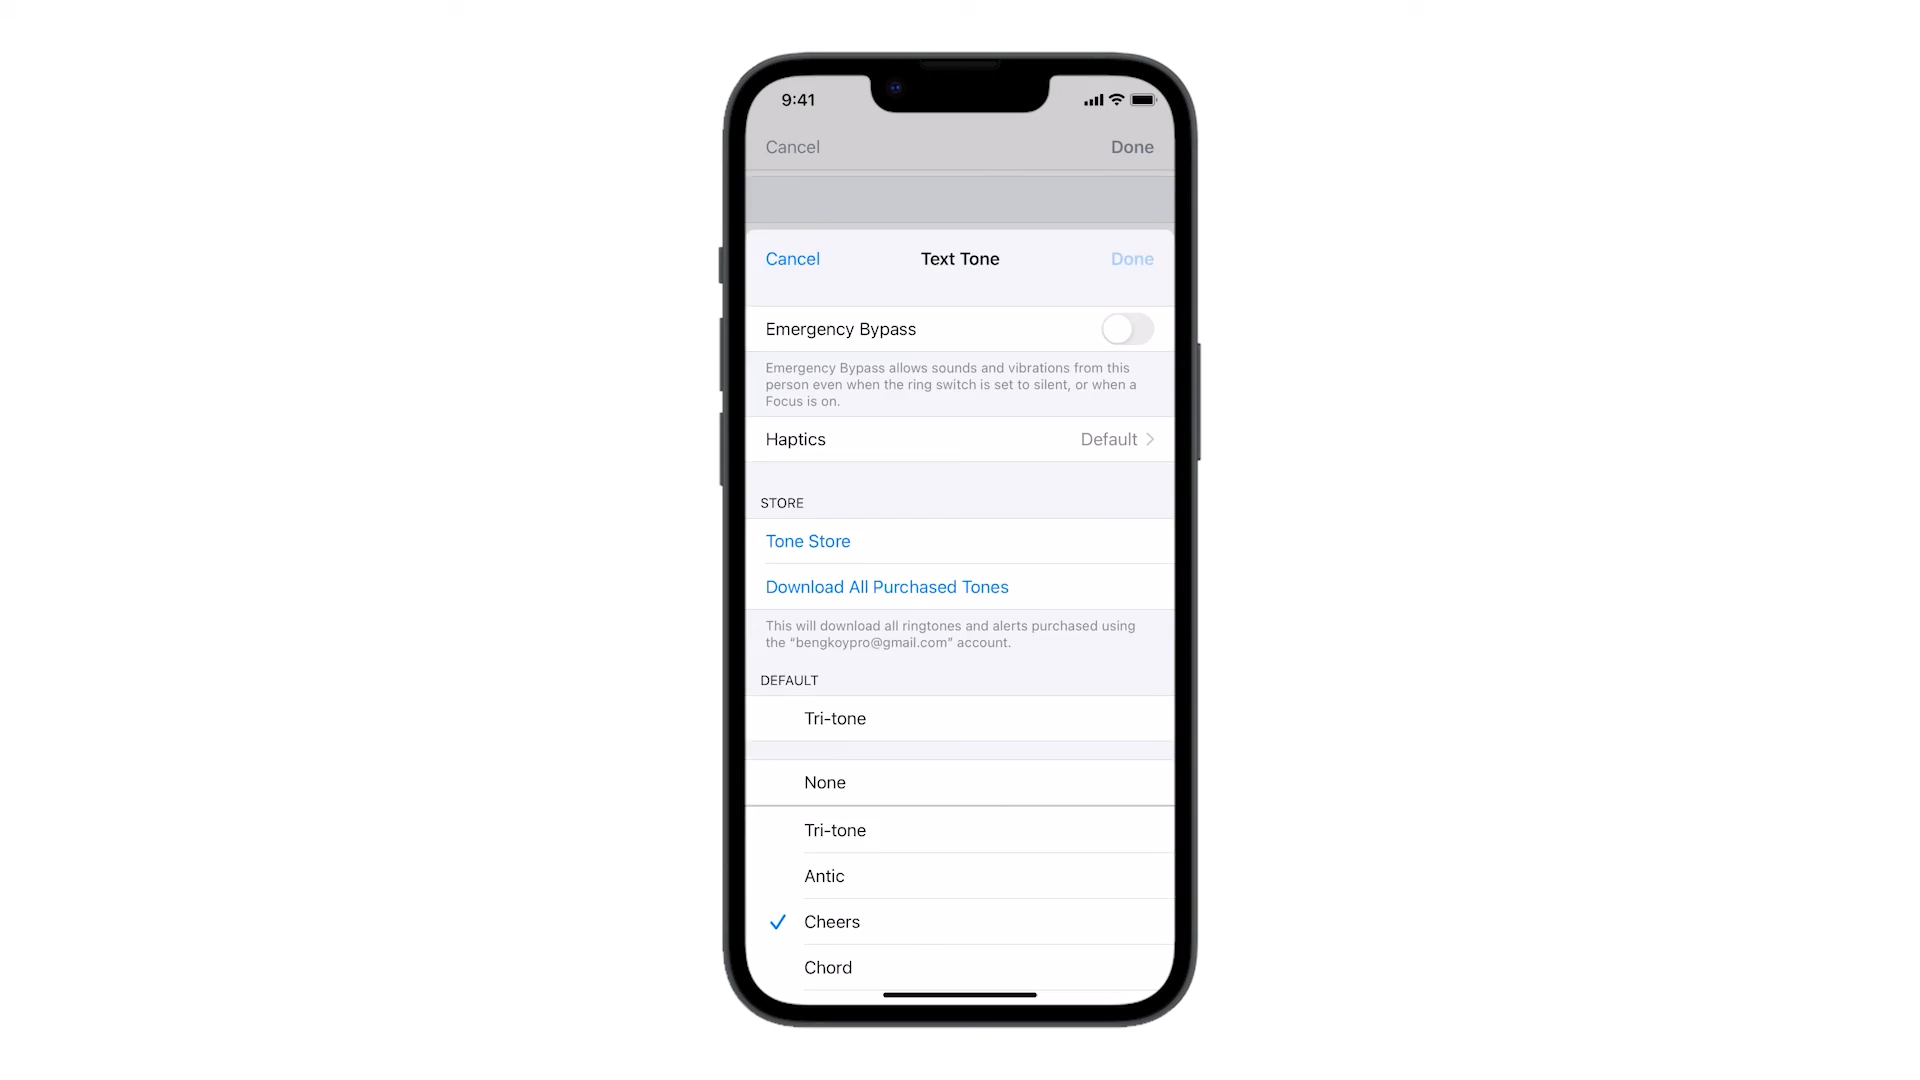 9:41
Cancel
Done
Cancel
Text Tone
Done
Emergency Bypass
Emergency Bypass allows sounds and vibrations from this
person even when the ring switch is set to silent, or when a
Focus is on.
Haptics
Default
STORE
Tone Store
Download All Purchased Tones
This will download all ringtones and alerts purchased using
the “bengkoypro@gmail.com” account.
DEFAULT
Tri-tone
None
Tri-tone
Antic
Cheers
Chord